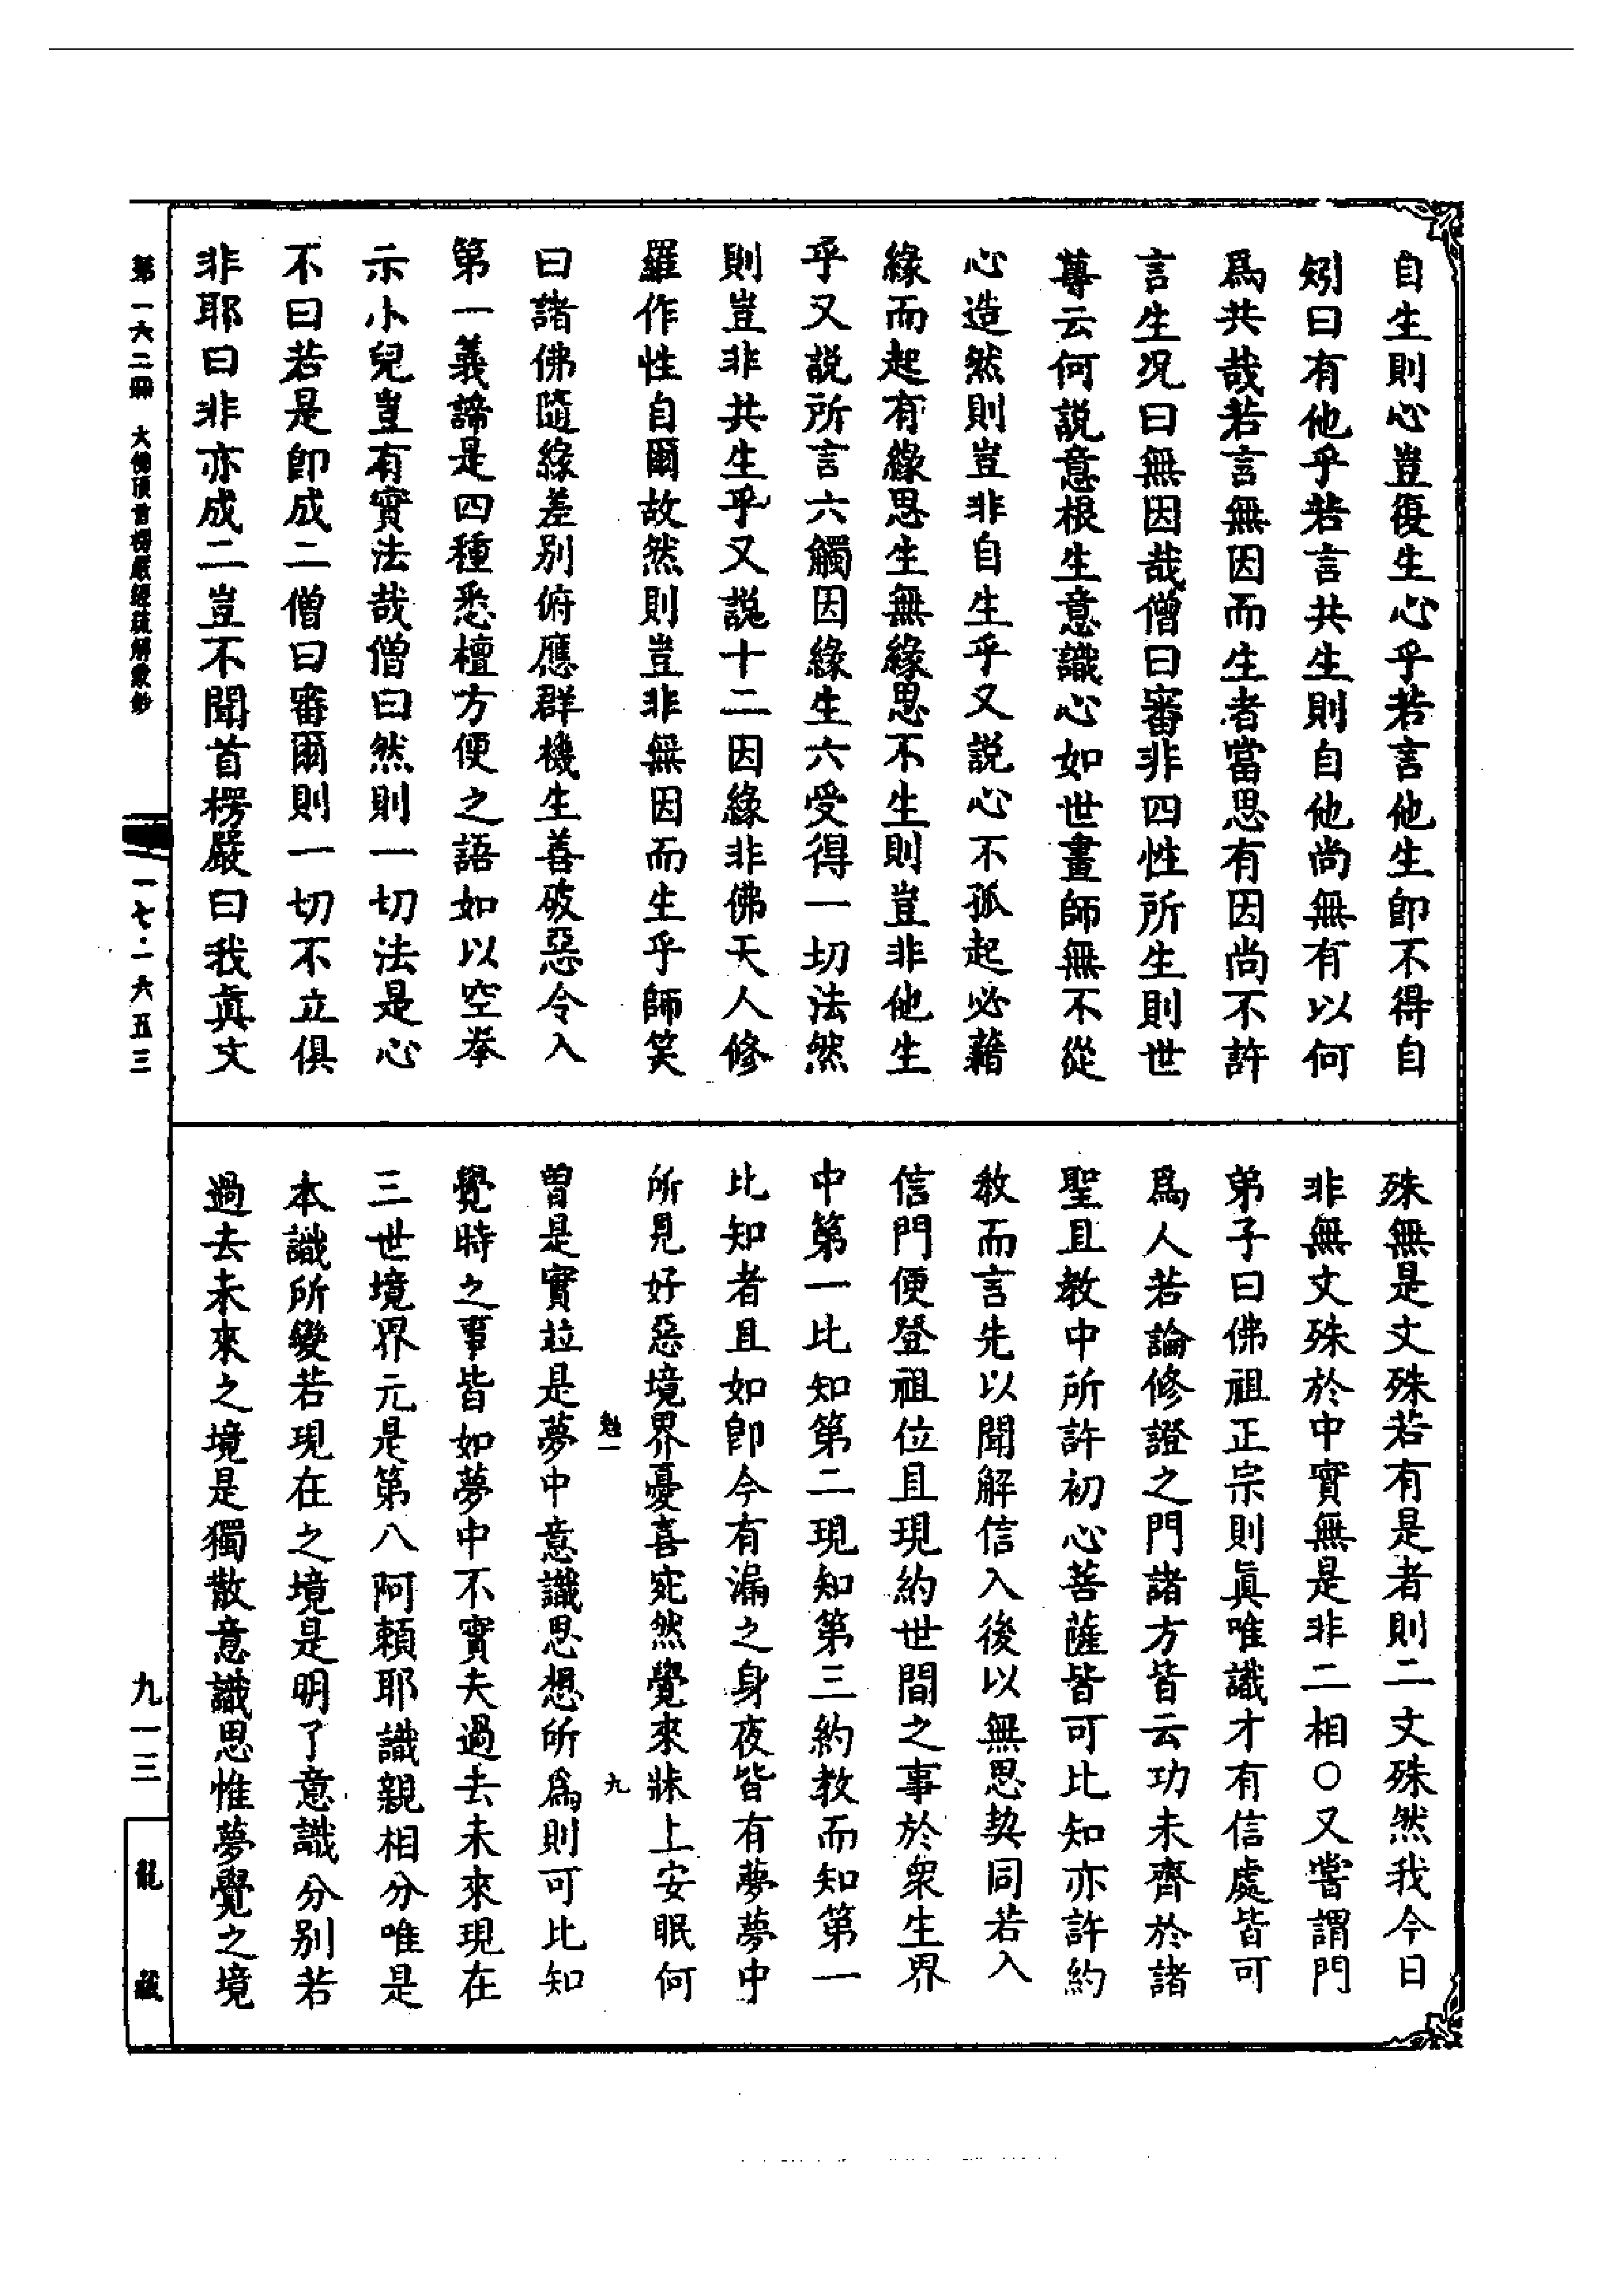 自生則心豈復生心乎若言他生即不得自
矧曰有他乎若言共生則自他尚無有以何
爲共哉若言無因而生者當思有因尚不許
言生况曰無因哉僧曰審非四性所生則世
尊云何說意根生意識心如世畫師無不從
心造然則豈非自生乎又説心不孤起必藉
緣而起有緣思生無緣思不生則豈非他生
乎又説所言六觸因緣生六受得一切法然
則豈非共生乎又説十二因緣非佛天人修
羅作性自爾故然則豈非無因而生乎師笑
曰諸佛隨緣差别俯應群機生善破惡令入
第一義諦是四種悉檀方便之語如以空拳
示小兒豈有實法哉僧曰然則一切法是心
不曰若是即成二僧曰審爾則一切不立俱
非耶曰非亦成二豈不聞首楞嚴曰我眞文
殊無是文殊若有是者則二文殊然我今日
非無文殊於中實無是非二相○又嘗謂門
弟子曰佛祖正宗則眞唯識才有信處皆可
爲人若論修證之門諸方皆云功未齊於諸
聖且教中所許初心菩薩皆可比知亦許約
教而言先以聞解信入後以無思契同若入
信門便登祖位且現約世間之事於衆生界
中第一比知第二現知第三約教而知第一
比知者且如即今有漏之身夜皆有夢夢中
所見好惡境界憂喜宛然覺來牀上安眠何
勉一
九
曾是實竝是夢中意識思想所爲則可比知
覺時之事皆如夢中不實夫過去未來現在
三世境界元是第八阿頼耶識親相分唯是
本識所變若現在之境是明了意識分别若
過去未來之境是獨散意識思惟夢覺之境
第一六二冊
大佛頂首楞嚴經疏解蒙鈔
一七·一六五三
九一三
龍藏